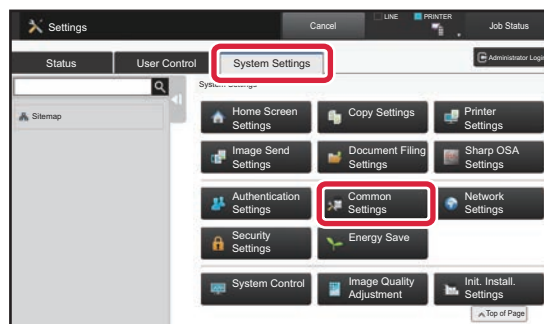 Settings
Cancel
LINE
PRINTER
Job Status
Status
User Control
System Settings
Administrator Login
System Settings
Sitemap
Home Screen
Settings
Copy Settings
Printer
Settings
Image Send
Settings
Document Filing
Settings
Sharp OSA
Settings
Authentication
Settings
Common
Settings
Network
Settings
Security
Settings
Energy Save
System Control
Image Quality
Adjustment
Init. Install.
Settings
Top of Page